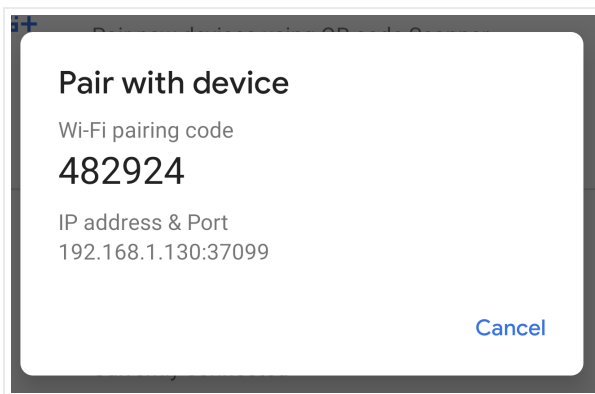 Pair with device
Wi-Fi pairing code
482924
IP address & Port
192.168.1.130:37099
Cancel